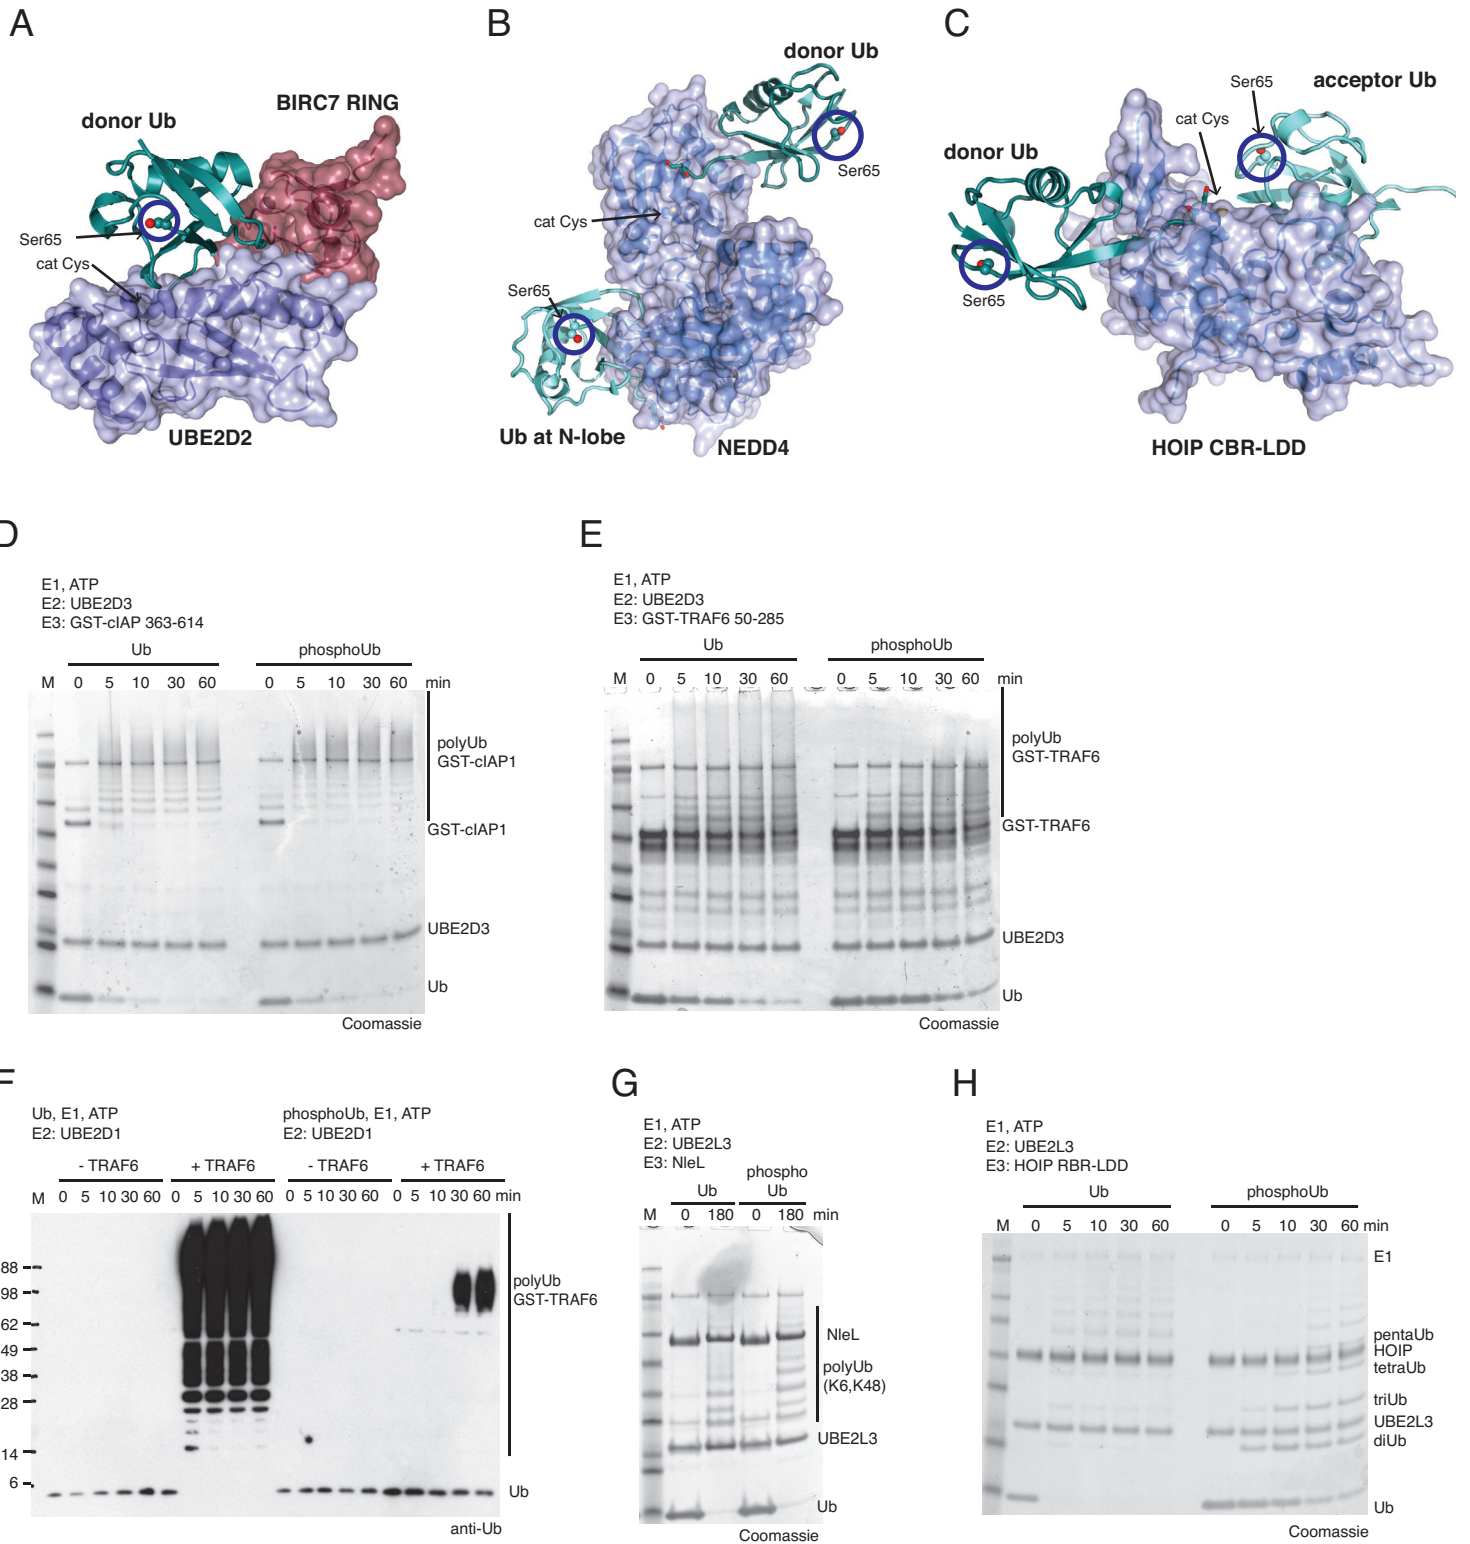 A
BIRC7 RING
donor Ub
Ser65
cat Cys
UBE2D2
B
donor Ub
Ser65
cat Cys
Ser65
Ub at N-lobe
NEDD4
C
Ser65
acceptor Ub
cat Cys
donor Ub
Ser65
HOIP CBR-LDD
D
E1, ATP
E2: UBE2D3
E3: GST-cIAP 363-614
Ub phosphoUb
M 0 5 10 30 60 0 5 10 30 60 min
polyUb
GST-cIAP1
GST-cIAP1
UBE2D3
Ub
Coomassie
E
E1, ATP
E2: UBE2D3
E3: GST-TRAF6 50-285
Ub phosphoUb
M 0 5 10 30 60 0 5 10 30 60 min
polyUb
GST-TRAF6
GST-TRAF6
UBE2D3
Ub
Coomassie
F
Ub, E1, ATP phosphoUb, E1, ATP
E2: UBE2D1 E2: UBE2D1
- TRAF6 + TRAF6 - TRAF6 + TRAF6
M 0 5 10 30 60 0 5 10 30 60 0 5 10 30 60 0 5 10 30 60 min
88
98
62
49
38
28
14
6
polyUb
GST-TRAF6
Ub
anti-Ub
G
E1, ATP
E2: UBE2L3
E3: NleL
phospho
Ub Ub
M 0 180 0 180 min
NleL
polyUb
(K6,K48)
UBE2L3
Ub
Coomassie
H
E1, ATP
E2: UBE2L3
E3: HOIP RBR-LDD
Ub phosphoUb
M 0 5 10 30 60 0 5 10 30 60 min
E1
pentaUb
HOIP
tetraUb
triUb
UBE2L3
diUb
Ub
Coomassie